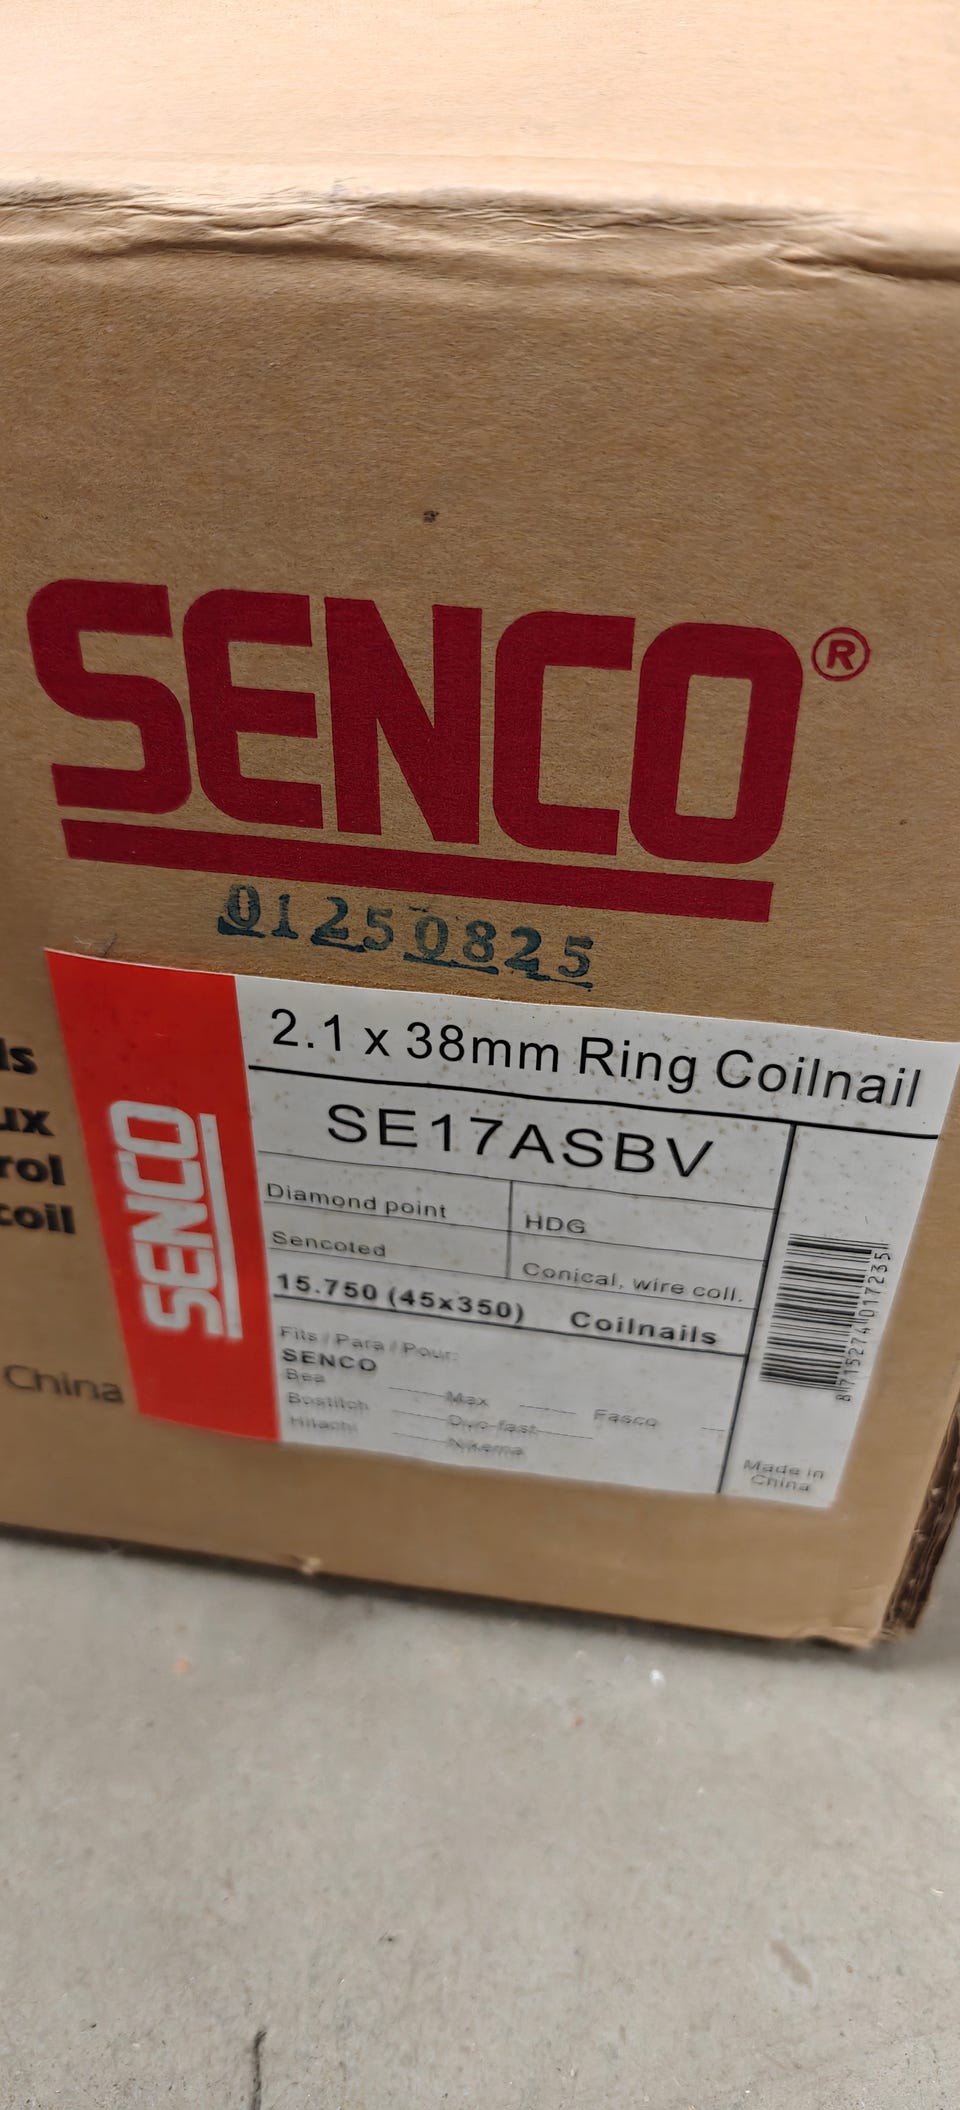 SENCO®
01250825
ls
ux
rol
coil
China
SENCO
2.1 x 38mm Ring Coilnail
SE17ASBV
Diamond point
HDG
Sencoted
Conical, wire coll.
15.750 (45x350) Coilnails
Fits / Para / Pour:
SENCO
Bea
Max
Fasco
Bostitch
Duo-fast
Hitachi
Nikema
8715274017235
Made in
China